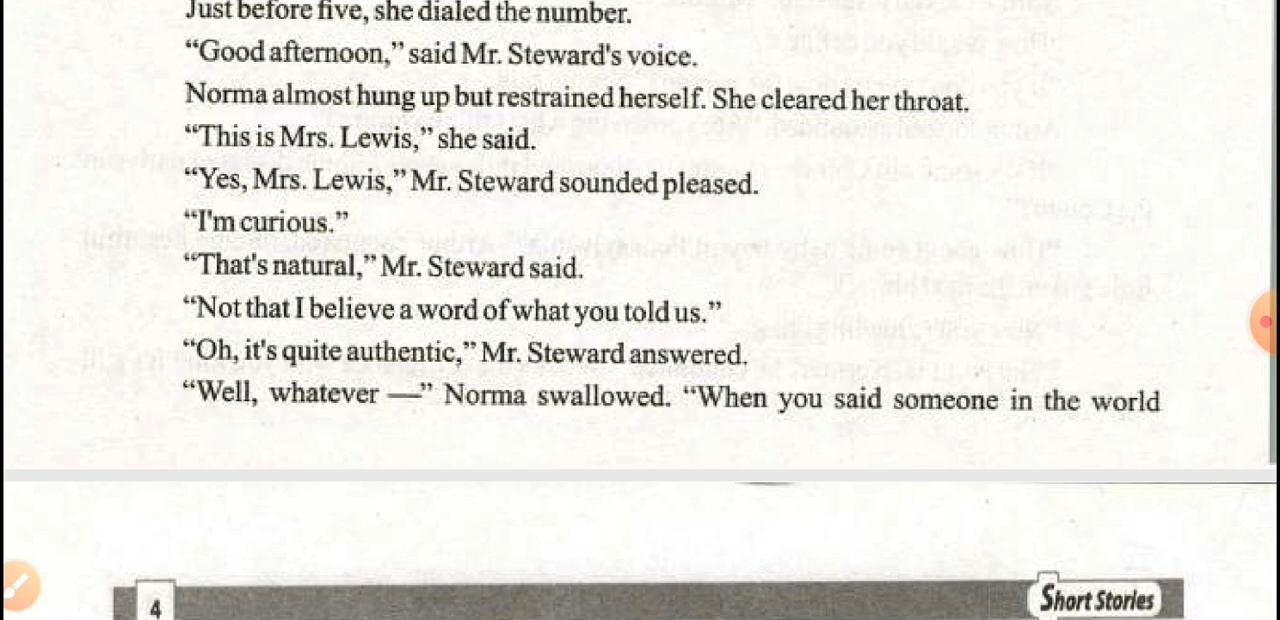 Just before five, she dialed the number.
“Good afternoon,” said Mr. Steward's voice.
Norma almost hung up but restrained herself. She cleared her throat.
“This is Mrs. Lewis,” she said.
“Yes, Mrs. Lewis,” Mr. Steward sounded pleased.
“I'm curious.”
“That's natural,” Mr. Steward said.
“Not that I believe a word of what you told us.”
“Oh, it's quite authentic,” Mr. Steward answered.
“Well, whatever —” Norma swallowed. “When you said someone in the world
4
Short Stories